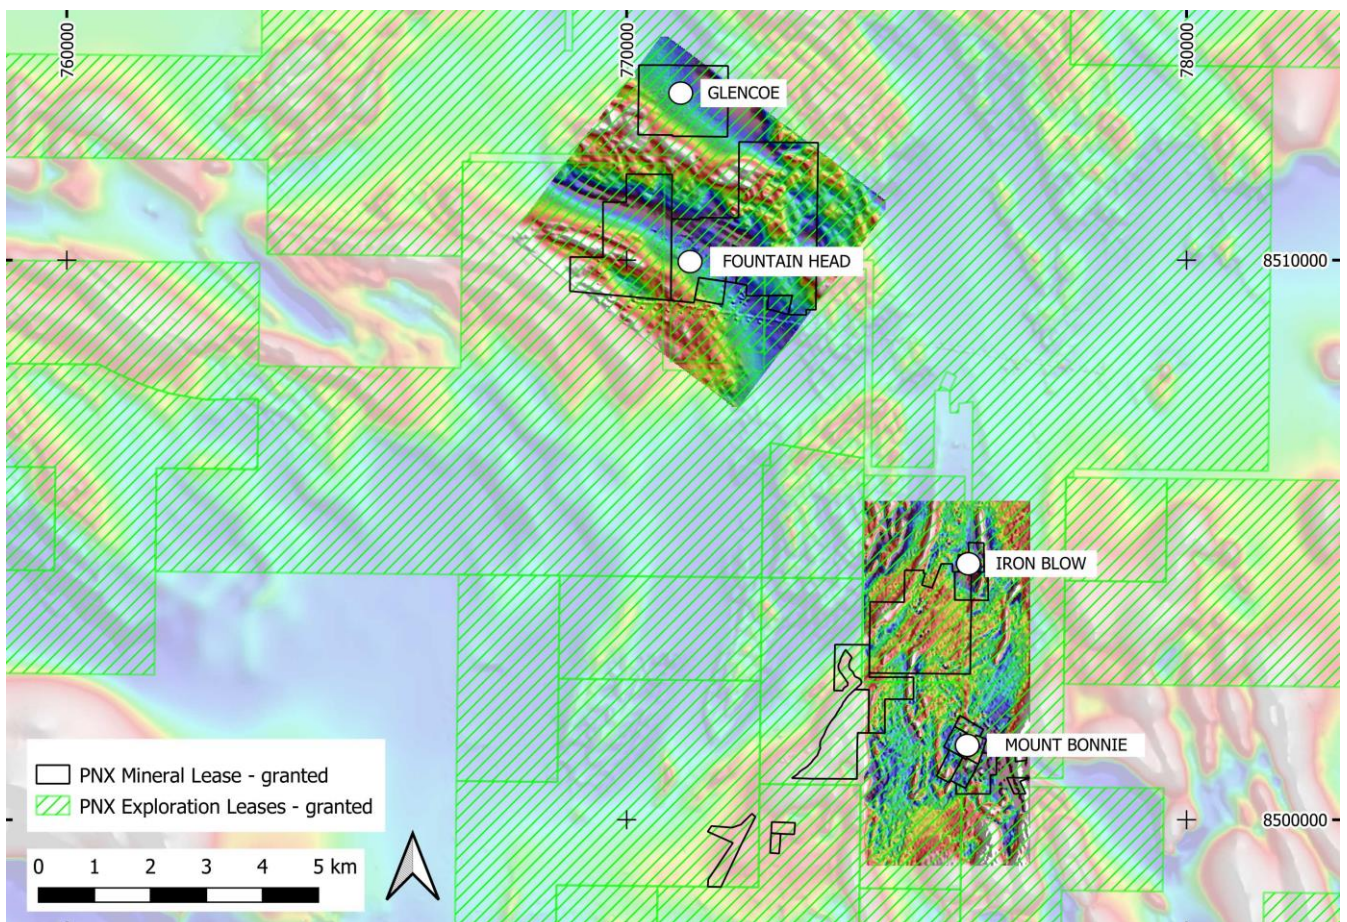 760000
770000
780000
GLENCOE
FOUNTAIN HEAD
8510000
IRON BLOW
MOUNT BONNIE
PNX Mineral Lease - granted
PNX Exploration Leases - granted
8500000
0 1 2 3 4 5 km